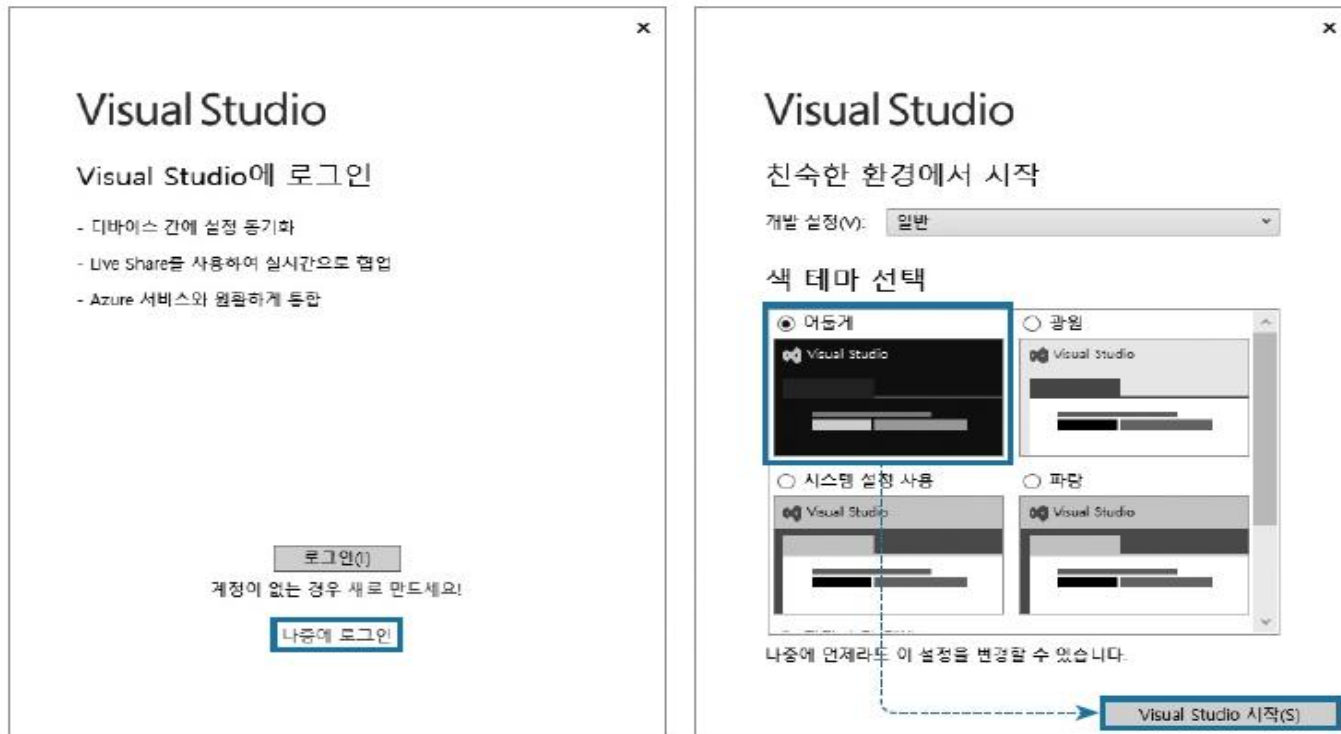 Visual Studio
Visual Studio에 로그인
- 디바이스 간에 설정 동기화
- Live Share를 사용하여 실시간으로 협업
- Azure 서비스와 원활하게 통합
로그인(I)
계정이 없는 경우 새로 만드세요!
나중에 로그인
Visual Studio
친숙한 환경에서 시작
개발 설정(V): 일반
색 테마 선택
어둡게
광원
Visual Studio
Visual Studio
시스템 설정 사용
파랑
Visual Studio
Visual Studio
나중에 언제라도 이 설정을 변경할 수 있습니다.
Visual Studio 시작(S)